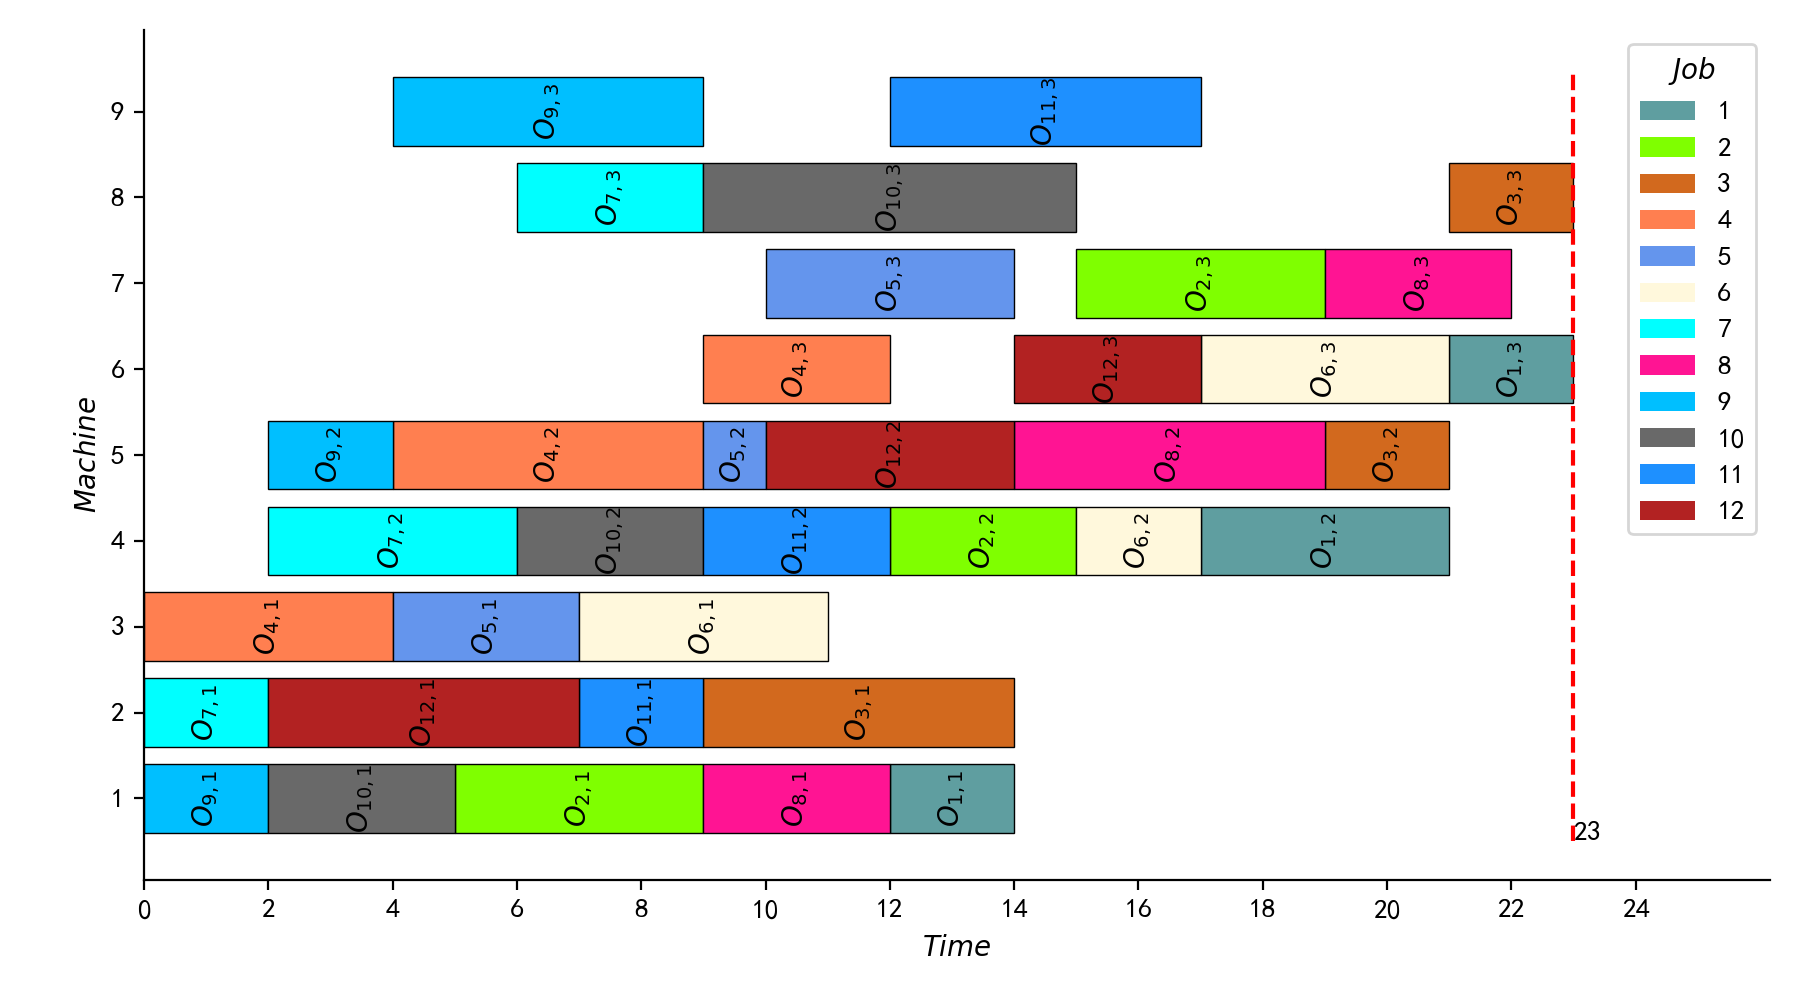 Machine
9
8
7
6
5
4
3
2
1
O9,3 O11,3
O7,3 O10,3 O3,3
O5,3 O2,3 O8,3
O4,3 O12,3 O6,3 O1,3
O9,2 O4,2 O5,2 O12,2 O8,2 O3,2
O7,2 O10,2 O11,2 O2,2 O6,2 O1,2
O4,1 O5,1 O6,1
O7,1 O12,1 O11,1 O3,1
O9,1 O10,1 O2,1 O8,1 O1,1
23
0 2 4 6 8 10 12 14 16 18 20 22 24
Time
Job
1
2
3
4
5
6
7
8
9
10
11
12